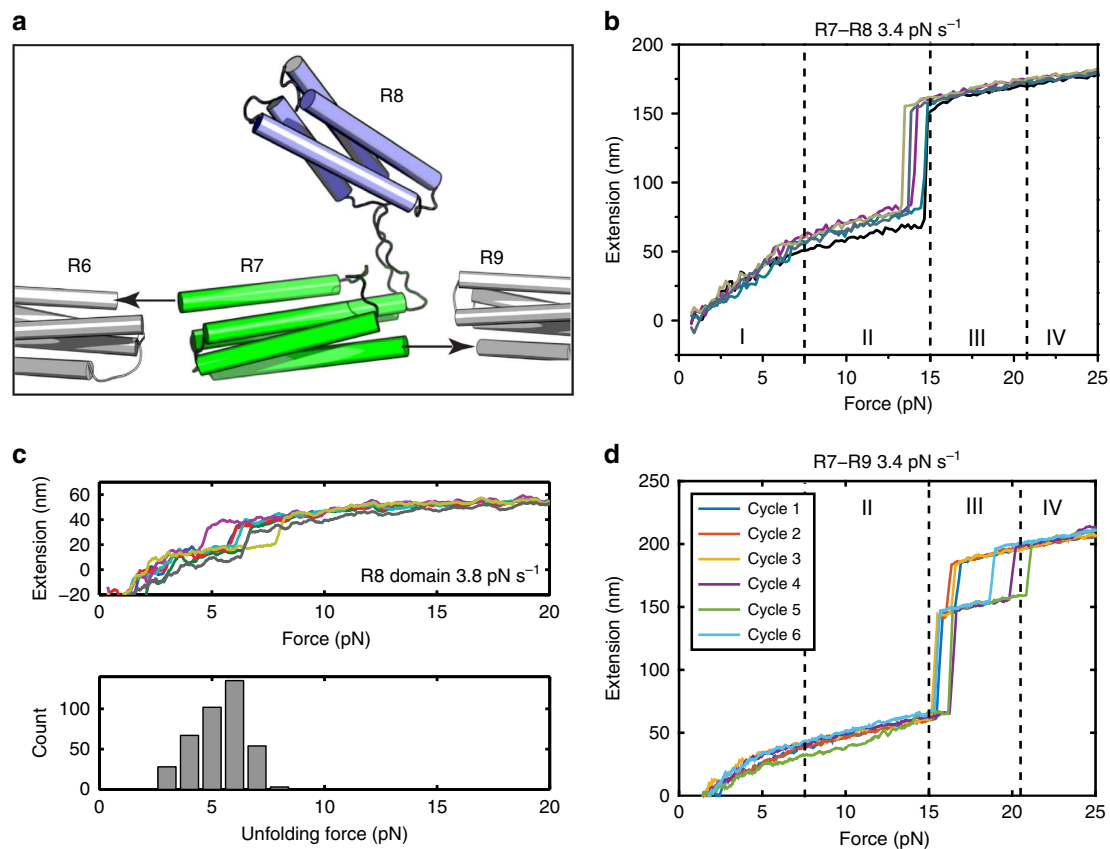 a
R8
R6
R7
R9
b
R7–R8 3.4 pN s⁻¹
200
150
100
50
0
Extension (nm)
I
II
III
IV
0
5
10
15
20
25
Force (pN)
c
60
40
20
0
−20
Extension (nm)
R8 domain 3.8 pN s⁻¹
0
5
10
15
20
Force (pN)
100
50
0
Count
0
5
10
15
20
Unfolding force (pN)
d
R7–R9 3.4 pN s⁻¹
250
200
150
100
50
0
Extension (nm)
Cycle 1
Cycle 2
Cycle 3
Cycle 4
Cycle 5
Cycle 6
II
III
IV
0
5
10
15
20
25
Force (pN)